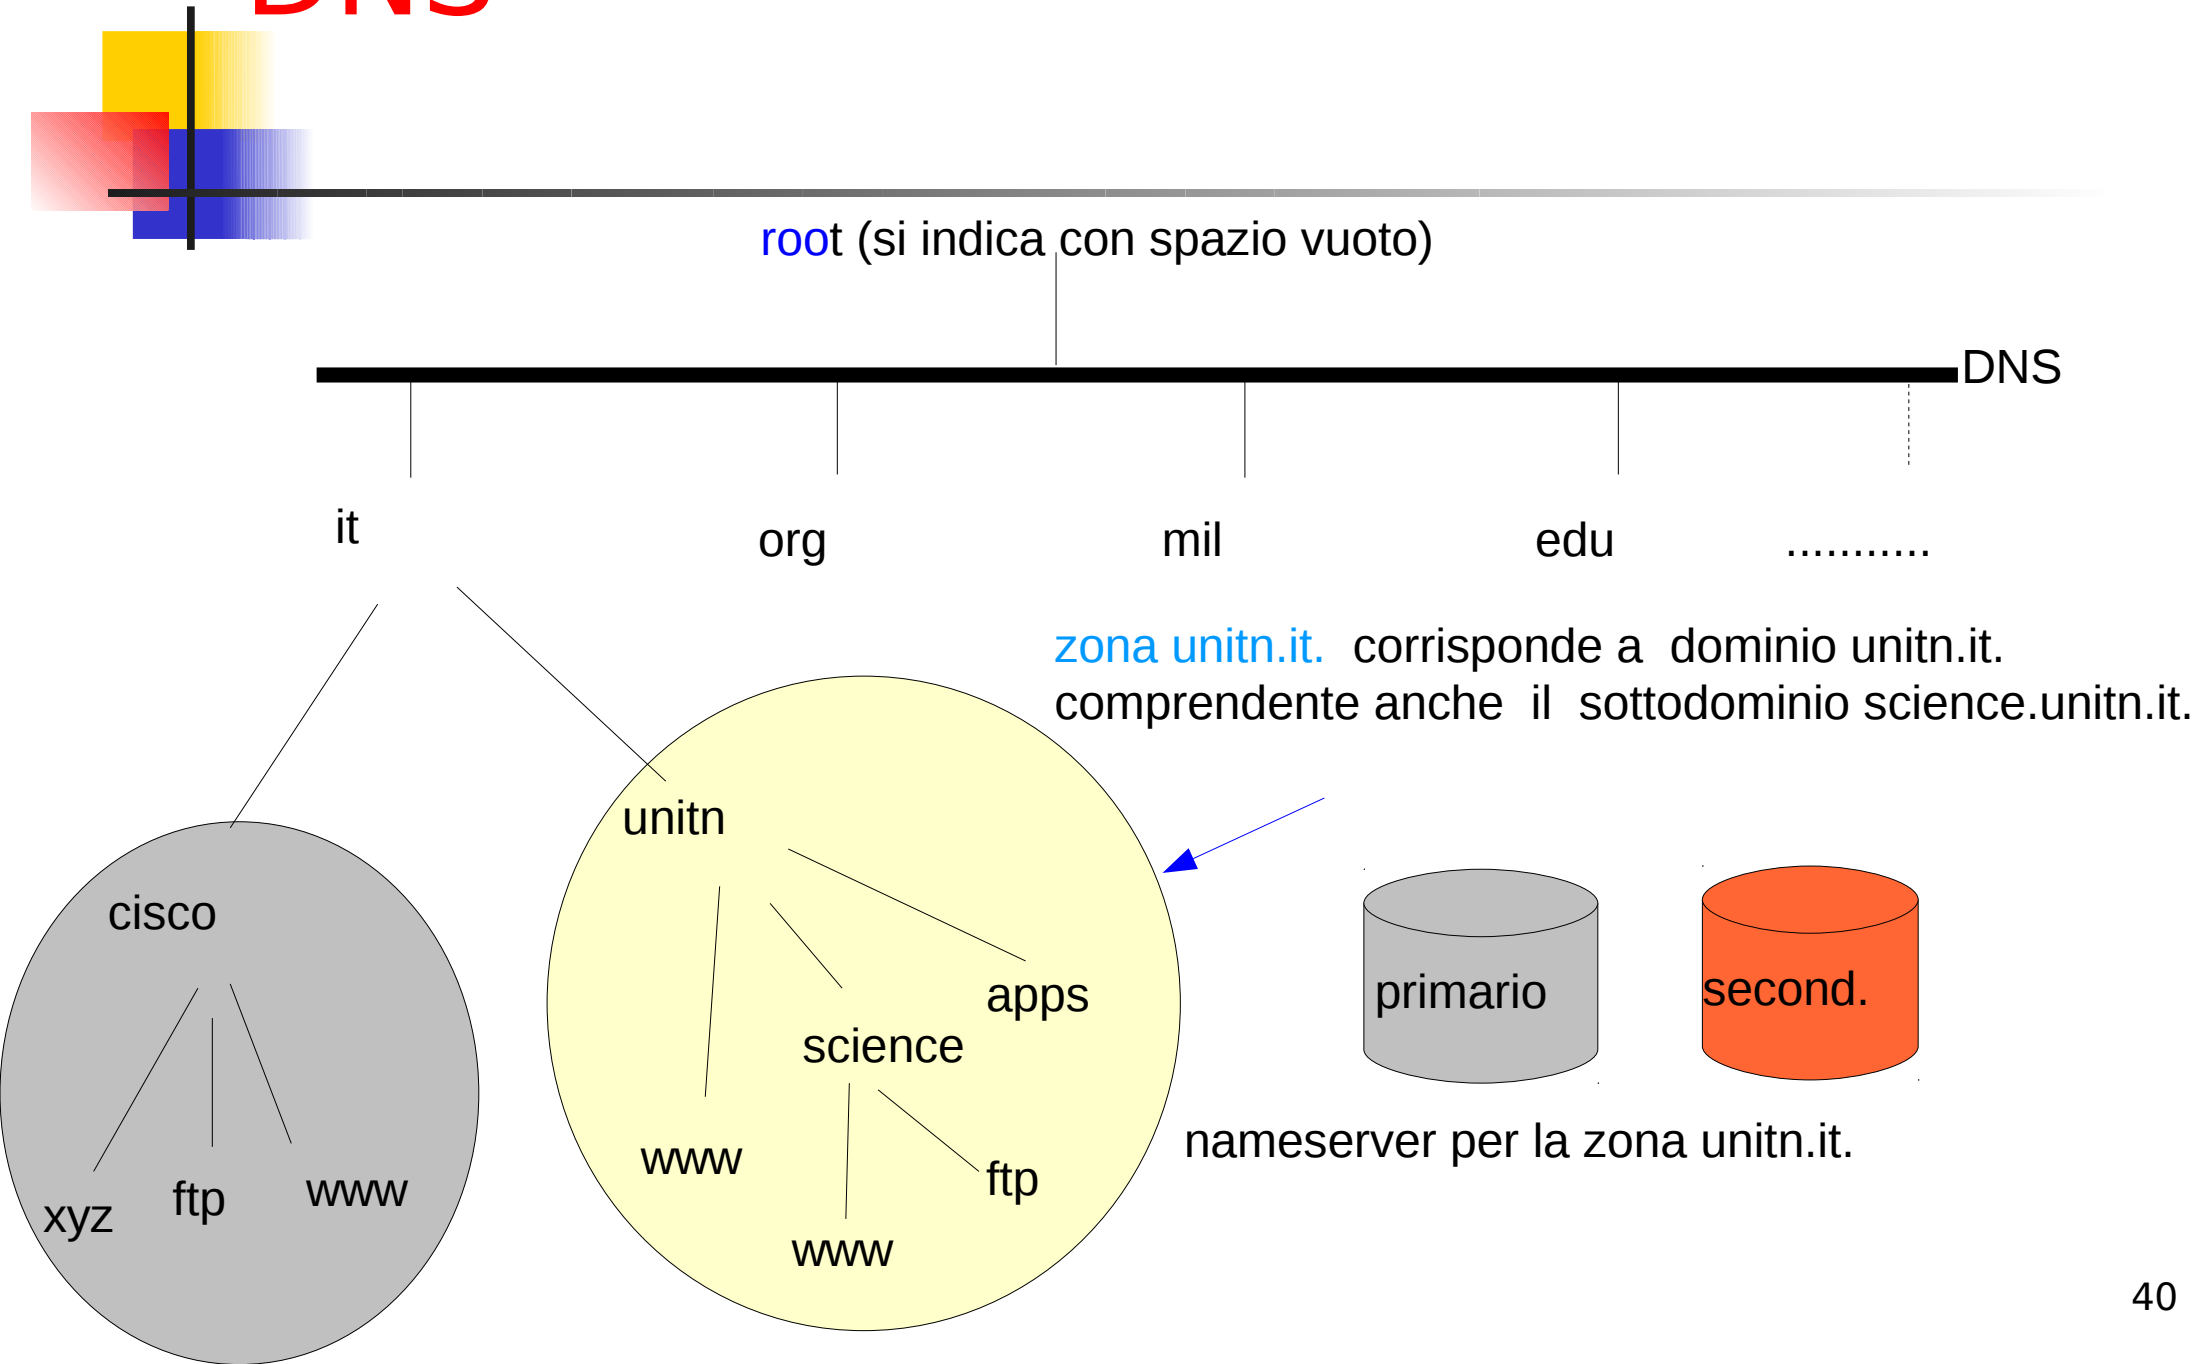 DNS
root (si indica con spazio vuoto)
DNS
it
org
mil
edu
...........
zona unitn.it. corrisponde a dominio unitn.it.
comprendente anche il sottodominio science.unitn.it.
unitn
cisco
apps
primario
second.
science
nameserver per la zona unitn.it.
www
ftp
xyz
ftp
www
www
40